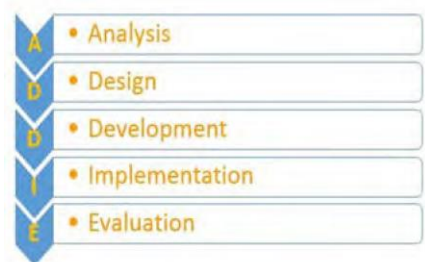 A • Analysis
D • Design
D • Development
I • Implementation
E • Evaluation